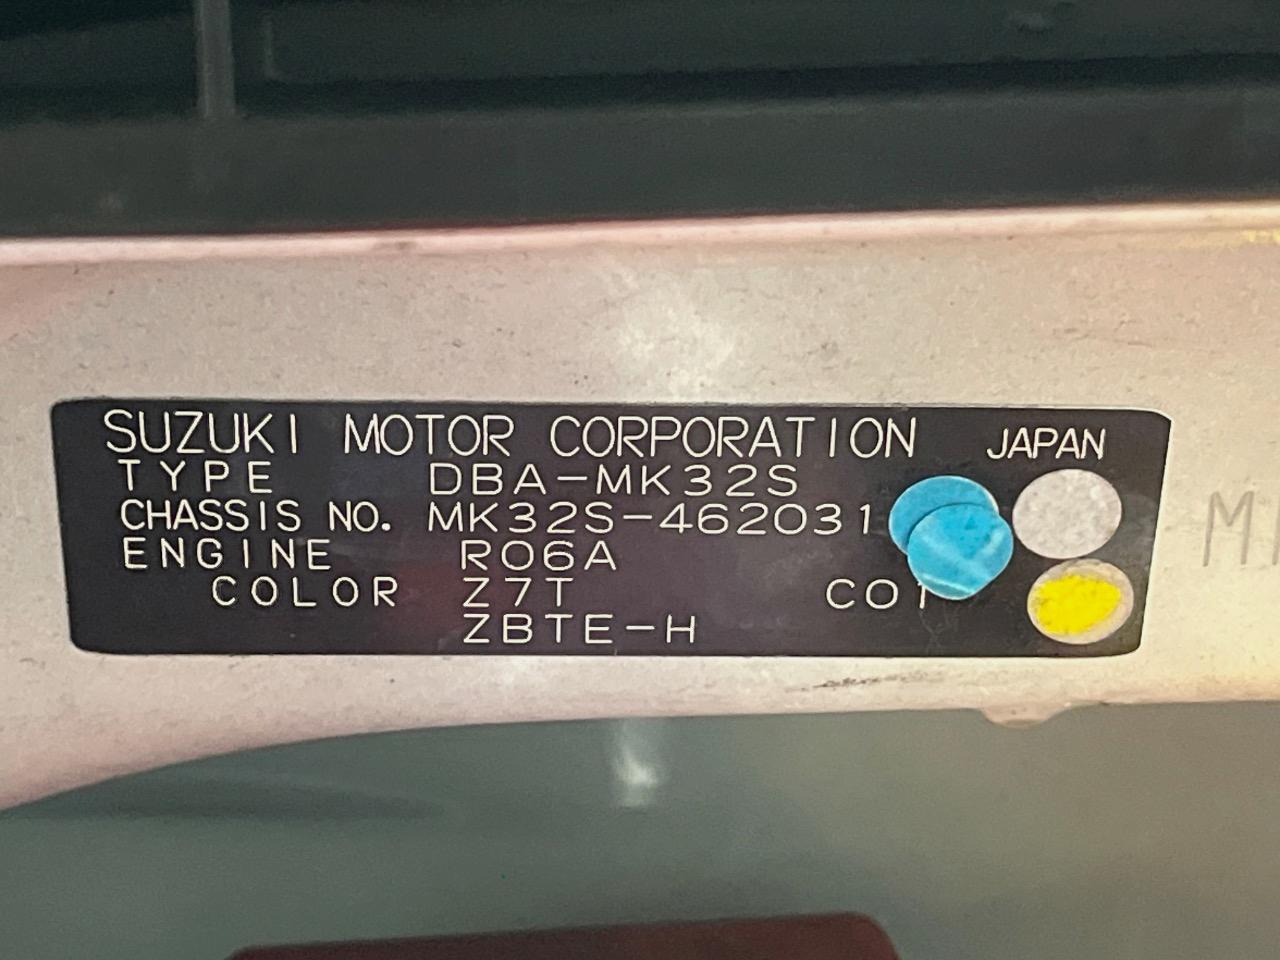 SUZUKI MOTOR CORPORATION JAPAN
TYPE DBA-MK32S
CHASSIS NO. MK32S-462031
ENGINE R06A
COLOR Z7T
ZBTE-H